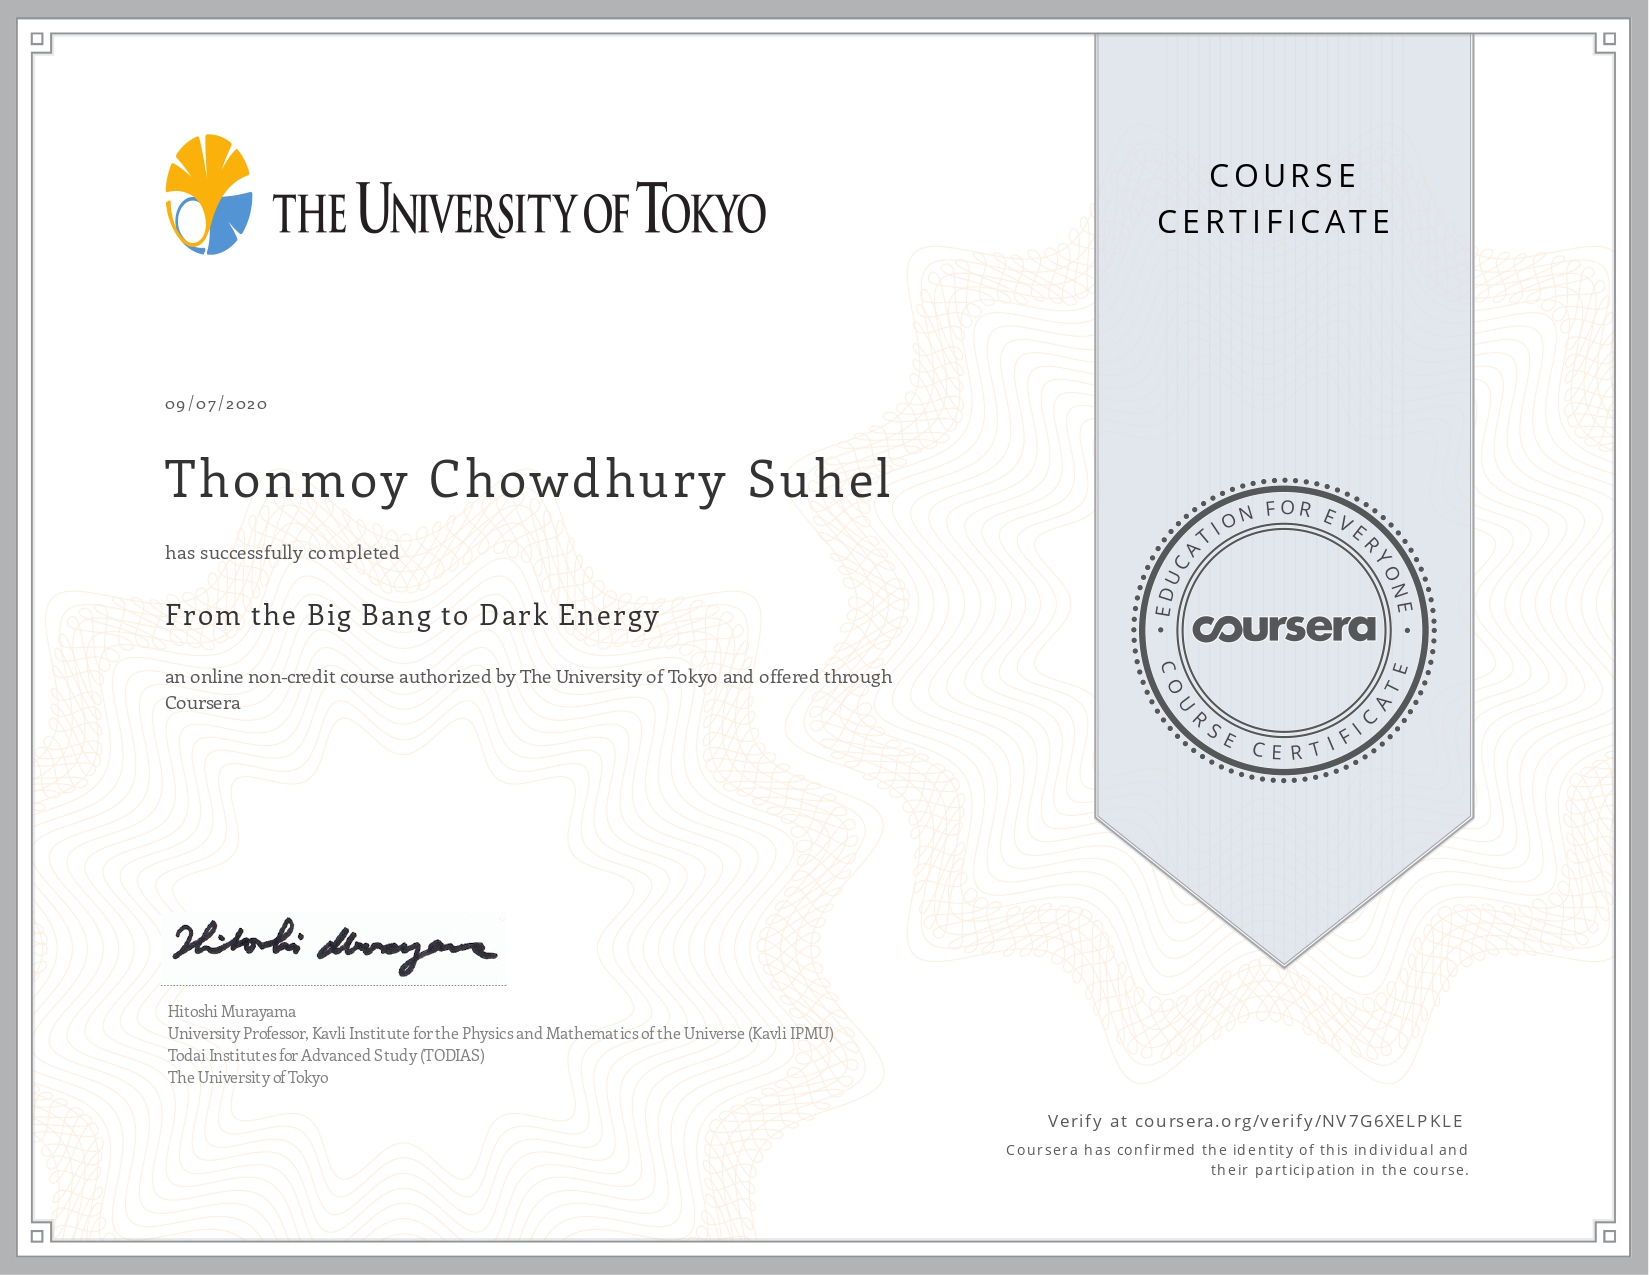 THE UNIVERSITY OF TOKYO
COURSE
CERTIFICATE
09/07/2020
Thonmoy Chowdhury Suhel
has successfully completed
From the Big Bang to Dark Energy
an online non-credit course authorized by The University of Tokyo and offered through
Coursera
EDUCATION FOR EVERYONE
coursera
COURSE CERTIFICATE
Hitoshi Murayama
Hitoshi Murayama
University Professor, Kavli Institute for the Physics and Mathematics of the Universe (Kavli IPMU)
Todai Institutes for Advanced Study (TODIAS)
The University of Tokyo
Verify at coursera.org/verify/NV7G6XELPKLE
Coursera has confirmed the identity of this individual and
their participation in the course.